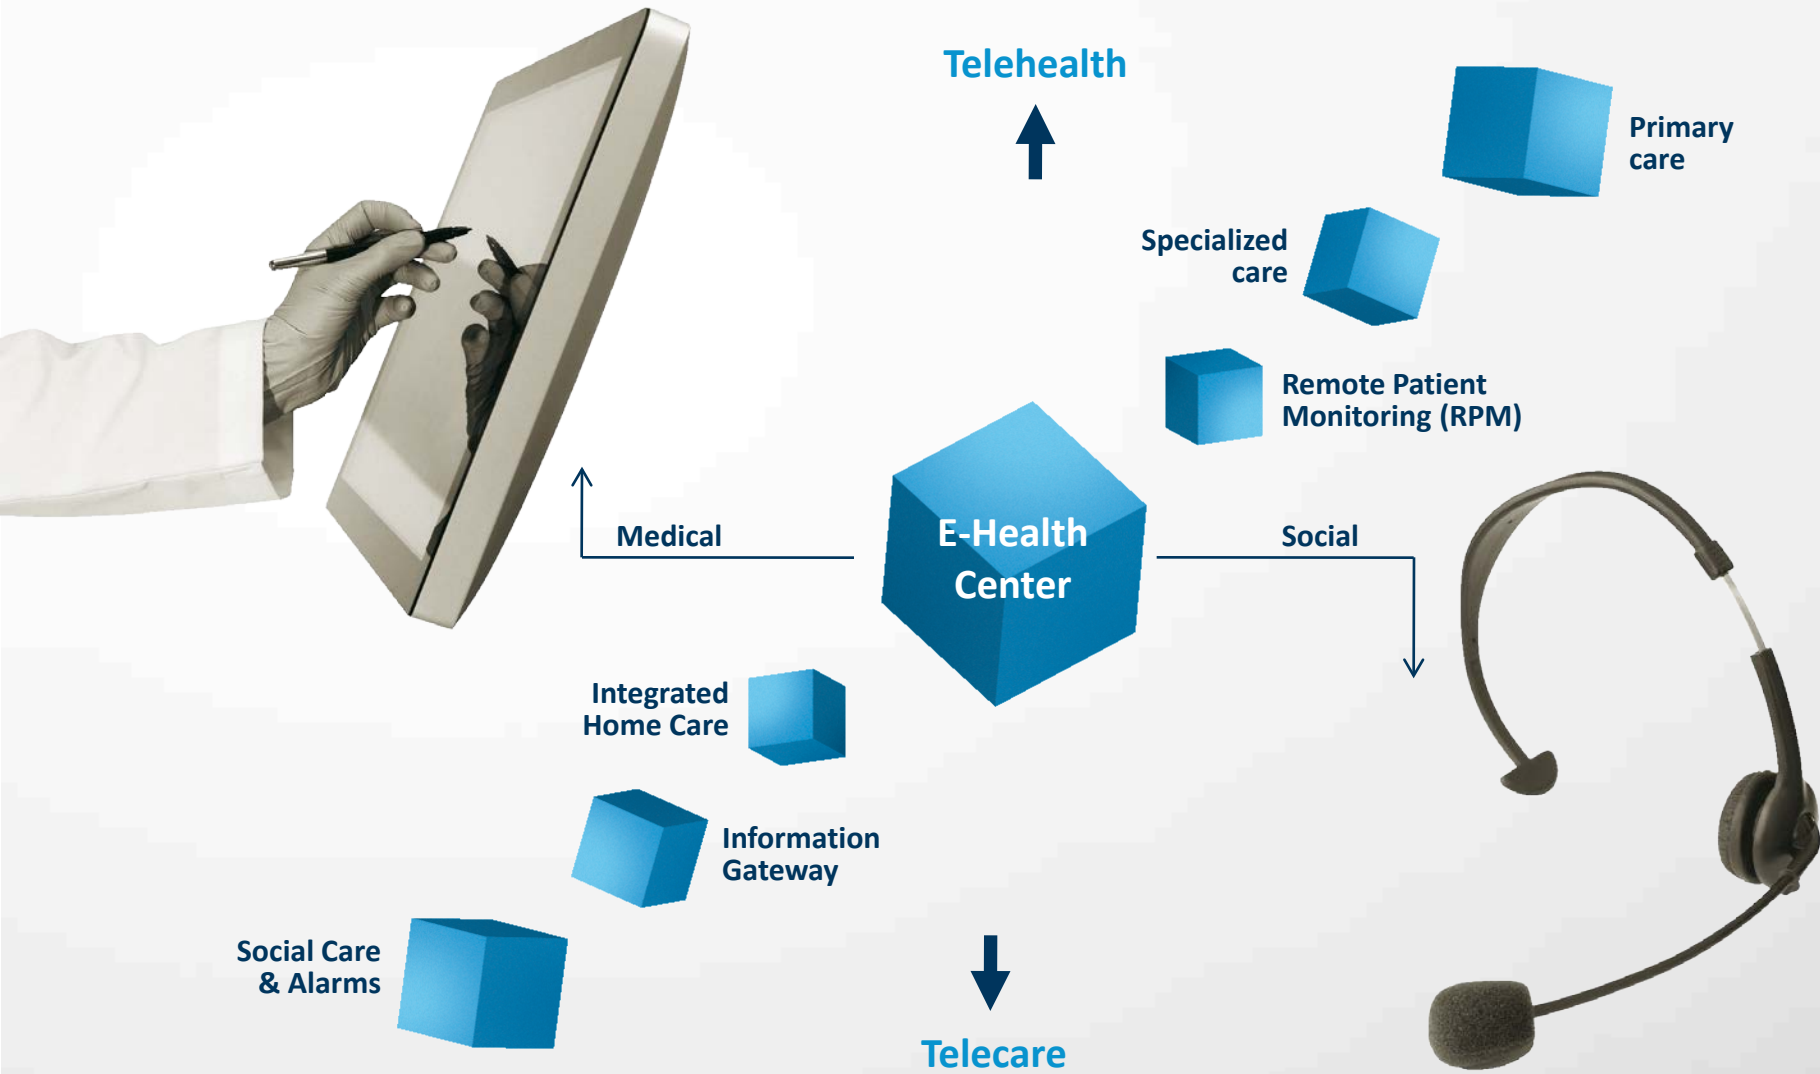 Telehealth
Primary
care
Specialized
care
Remote Patient
Monitoring (RPM)
Medical
E-Health
Center
Social
Integrated
Home Care
Information
Gateway
Social Care
& Alarms
Telecare